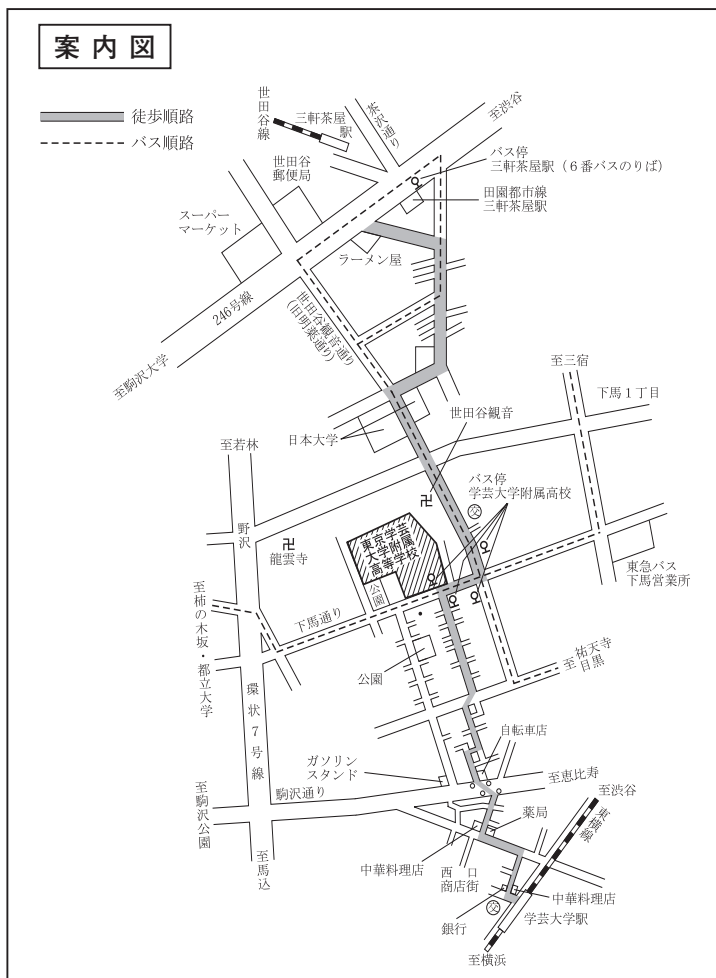 案内図
徒歩順路
バス順路
世田谷線
三軒茶屋駅
茶沢通り
至渋谷
バス停
三軒茶屋駅（６番バスのりば）
田園都市線
三軒茶屋駅
世田谷
郵便局
スーパー
マーケット
ラーメン屋
246号線
世田谷観音通り
（旧明薬通り）
至駒沢大学
至三宿
下馬１丁目
世田谷観音
日本大学
至若林
バス停
学芸大学附属高校
交
野沢
卍
卍
龍雲寺
東京学芸
大学附属
高等学校
公園
東急バス
下馬営業所
至柿の木坂・都立大学
下馬通り
公園
至
祐天寺
目黒
環状７号線
自転車店
ガソリン
スタンド
至恵比寿
駒沢通り
至駒沢公園
至渋谷
東横線
薬局
至馬込
中華料理店
西口
商店街
中華料理店
交
学芸大学駅
銀行
至横浜